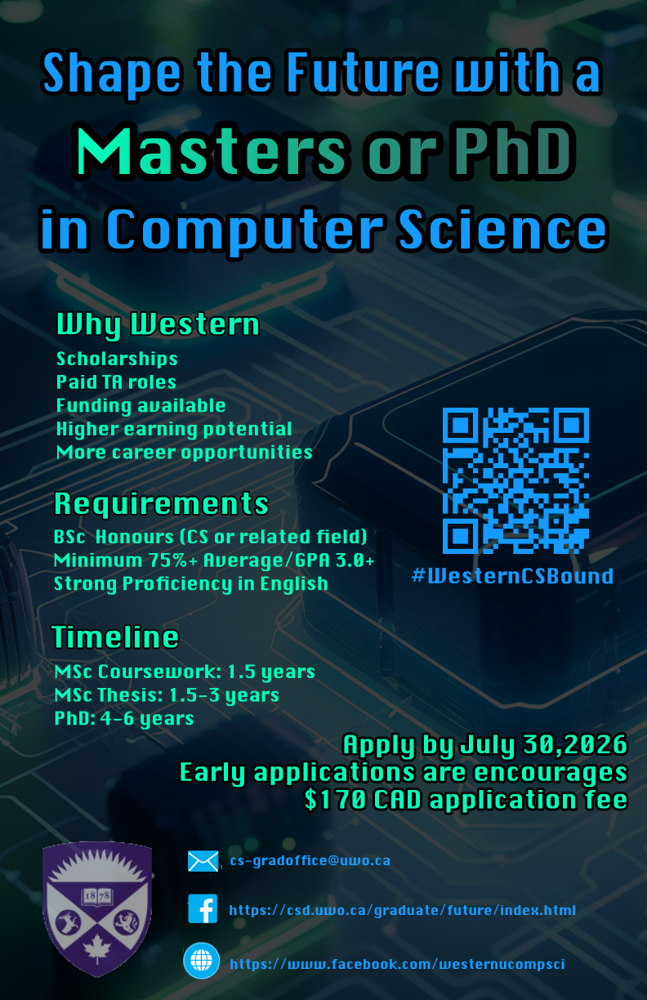 Shape the Future with a
Masters or PhD
in Computer Science
Why Western
Scholarships
Paid TA roles
Funding available
Higher earning potential
More career opportunities
Requirements
BSc  Honours (CS or related field)
Minimum 75%+ Average/GPA 3.0+
Strong Proficiency in English
#WesternCSBound
Timeline
MSc Coursework: 1.5 years
MSc Thesis: 1.5-3 years
PhD: 4-6 years
Apply by July 30,2026
Early applications are encourages
$170 CAD application fee
1878
; cs-gradoffice@uwo.ca
f https://csd.uwo.ca/graduate/future/index.html
https://www.facebook.com/westernucompsci